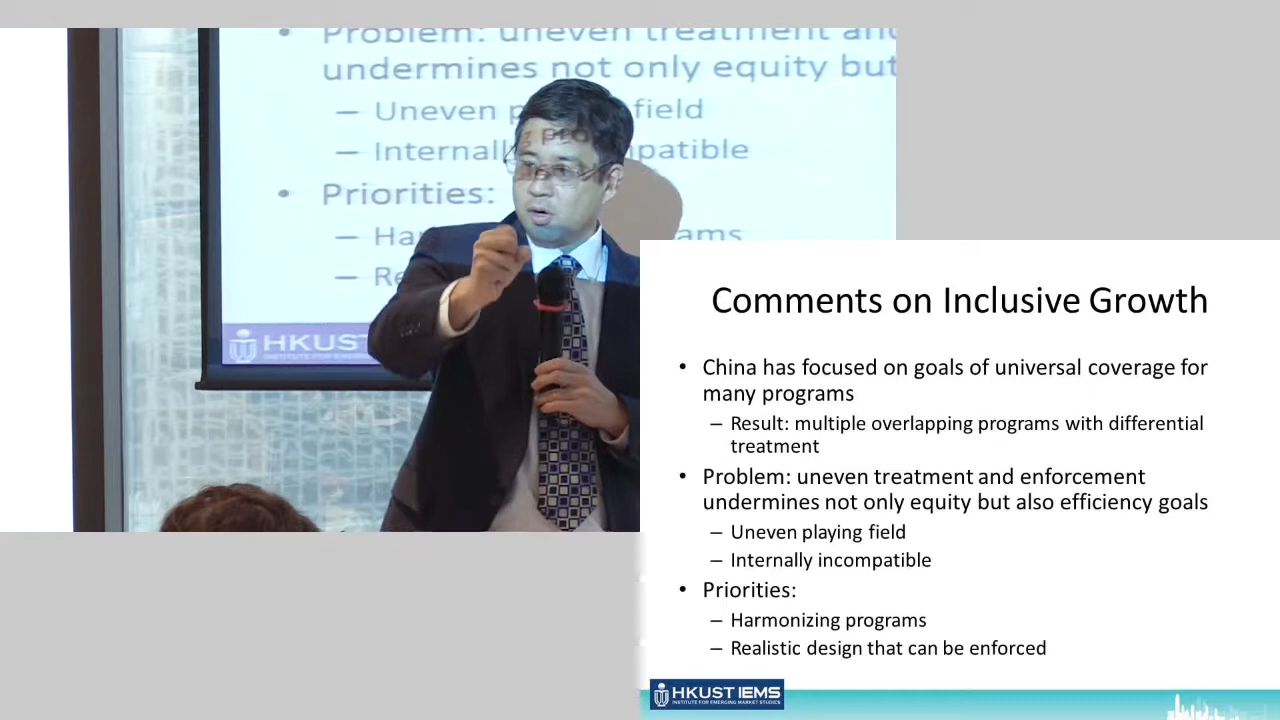 • Problem: uneven treatment
undermines not only equity but
– Uneven field
–
• Priorities:
–
–
HKUST
INSTITUTE FOR EMERGING
Comments on Inclusive Growth
• China has focused on goals of universal coverage for
many programs
– Result: multiple overlapping programs with differential
treatment
• Problem: uneven treatment and enforcement
undermines not only equity but also efficiency goals
– Uneven playing field
– Internally incompatible
• Priorities:
– Harmonizing programs
– Realistic design that can be enforced
HKUST IEMS
INSTITUTE FOR EMERGING MARKET STUDIES